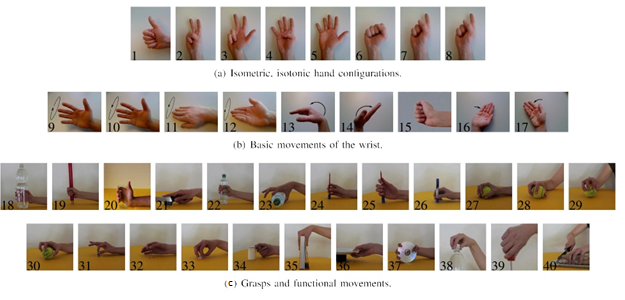 1 2 3 4 5 6 7 8
(a) Isometric, isotonic hand configurations.
9 10 11 12 13 14 15 16 17
(b) Basic movements of the wrist.
18 19 20 21 22 23 24 25 26 27 28 29
30 31 32 33 34 35 36 37 38 39 40
(c) Grasps and functional movements.